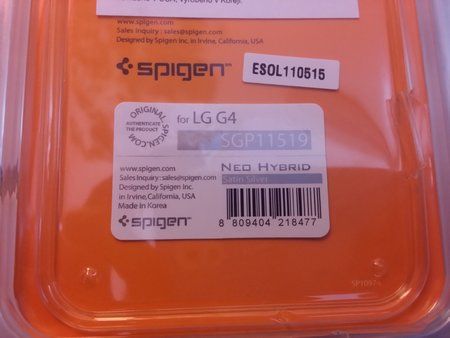 www.spigen.com
Sales Inquiry : sales@spigen.com
Designed by Spigen Inc. in Irvine, California, USA
spigen
ESOL110515
ORIGINAL SPIGEN.COM
AUTHENTICATE
THE PRODUCT
for LG G4
SGP11519
NEO HYBRID
Satin Silver
www.spigen.com
Sales Inquiry : sales@spigen.com
Designed by Spigen Inc.
in Irvine,California, USA
Made in Korea
spigen
8 809404 218477